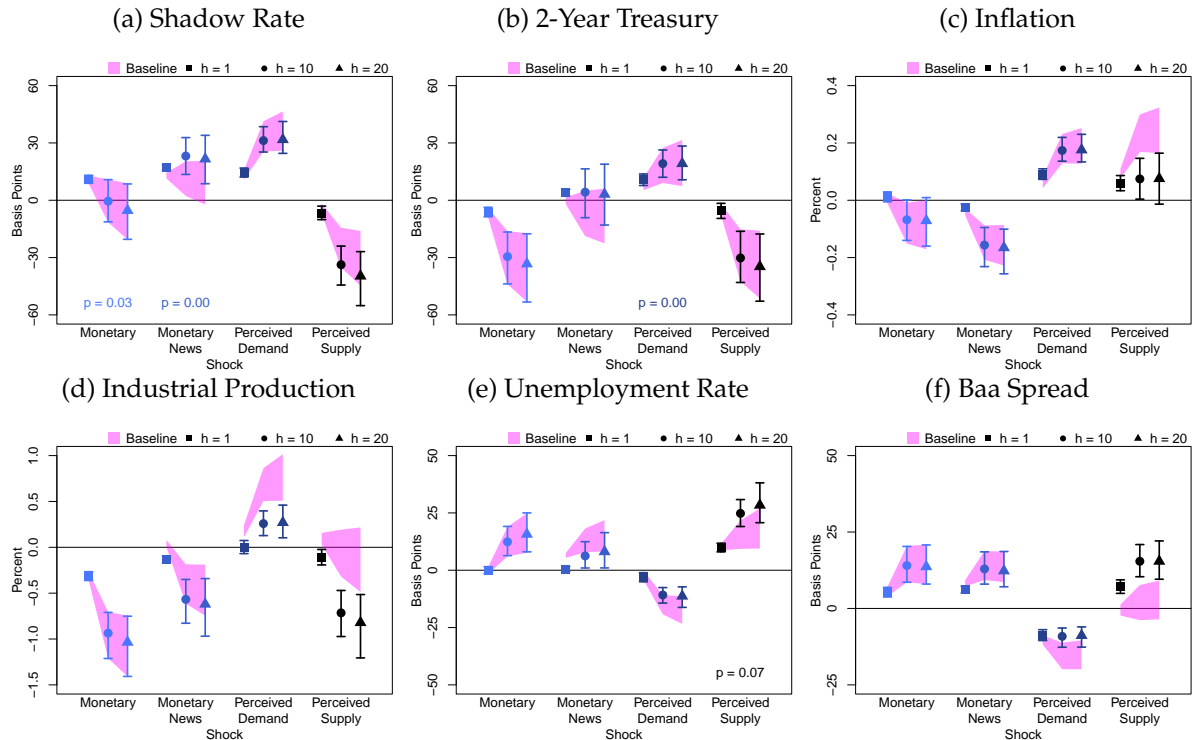 (a) Shadow Rate
Baseline h = 1 h = 10 h = 20
Basis Points
60
30
0
−30
−60
p = 0.03 p = 0.00
Monetary Monetary News Perceived Demand Perceived Supply
Shock
(b) 2-Year Treasury
Baseline h = 1 h = 10 h = 20
Basis Points
60
30
0
−30
−60
p = 0.00
Monetary Monetary News Perceived Demand Perceived Supply
Shock
(c) Inflation
Baseline h = 1 h = 10 h = 20
Percent
0.4
0.2
0.0
−0.2
−0.4
Monetary Monetary News Perceived Demand Perceived Supply
Shock
(d) Industrial Production
Baseline h = 1 h = 10 h = 20
Percent
1.0
0.5
0.0
−0.5
−1.0
−1.5
Monetary Monetary News Perceived Demand Perceived Supply
Shock
(e) Unemployment Rate
Baseline h = 1 h = 10 h = 20
Basis Points
50
25
0
−25
−50
p = 0.07
Monetary Monetary News Perceived Demand Perceived Supply
Shock
(f) Baa Spread
Baseline h = 1 h = 10 h = 20
Basis Points
50
25
0
−25
Monetary Monetary News Perceived Demand Perceived Supply
Shock